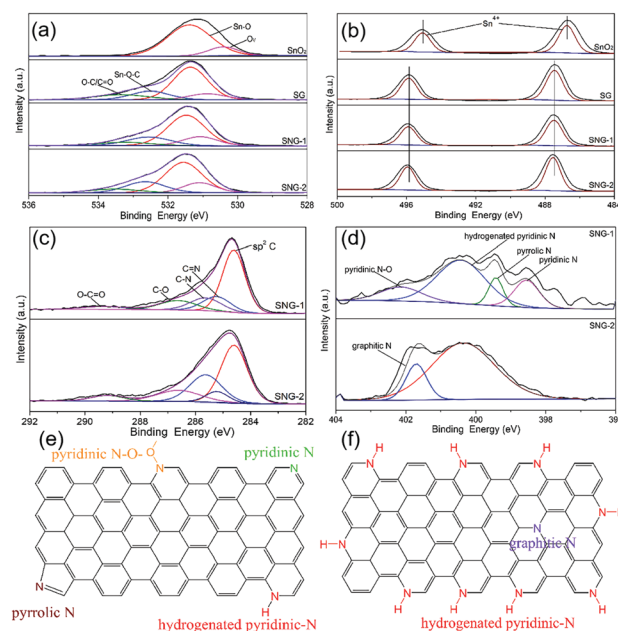 (a)
Sn-O
Oᵥ
SnO₂
Sn-O-C
O-C/C=O
SG
SNG-1
SNG-2
Intensity (a.u.)
536 534 532 530 528
Binding Energy (eV)
(b)
Sn⁴⁺
SnO₂
SG
SNG-1
SNG-2
Intensity (a.u.)
500 496 492 488 484
Binding Energy (eV)
(c)
sp² C
C=N
C-N
C-O
O-C=O
SNG-1
SNG-2
Intensity (a.u.)
292 290 288 286 284 282
Binding Energy (eV)
(d)
SNG-1
hydrogenated pyridinic N
pyrrolic N
pyridinic N
pyridinic N-O
SNG-2
graphitic N
Intensity (a.u.)
404 402 400 398 396
Binding Energy (eV)
(e)
pyridinic N-O-
O
N
pyridinic N
N
N
pyrrolic N
N
H
hydrogenated pyridinic-N
(f)
H H H
N N N
N
graphitic N
N-H
H-N
N N N N
H H H H
hydrogenated pyridinic-N